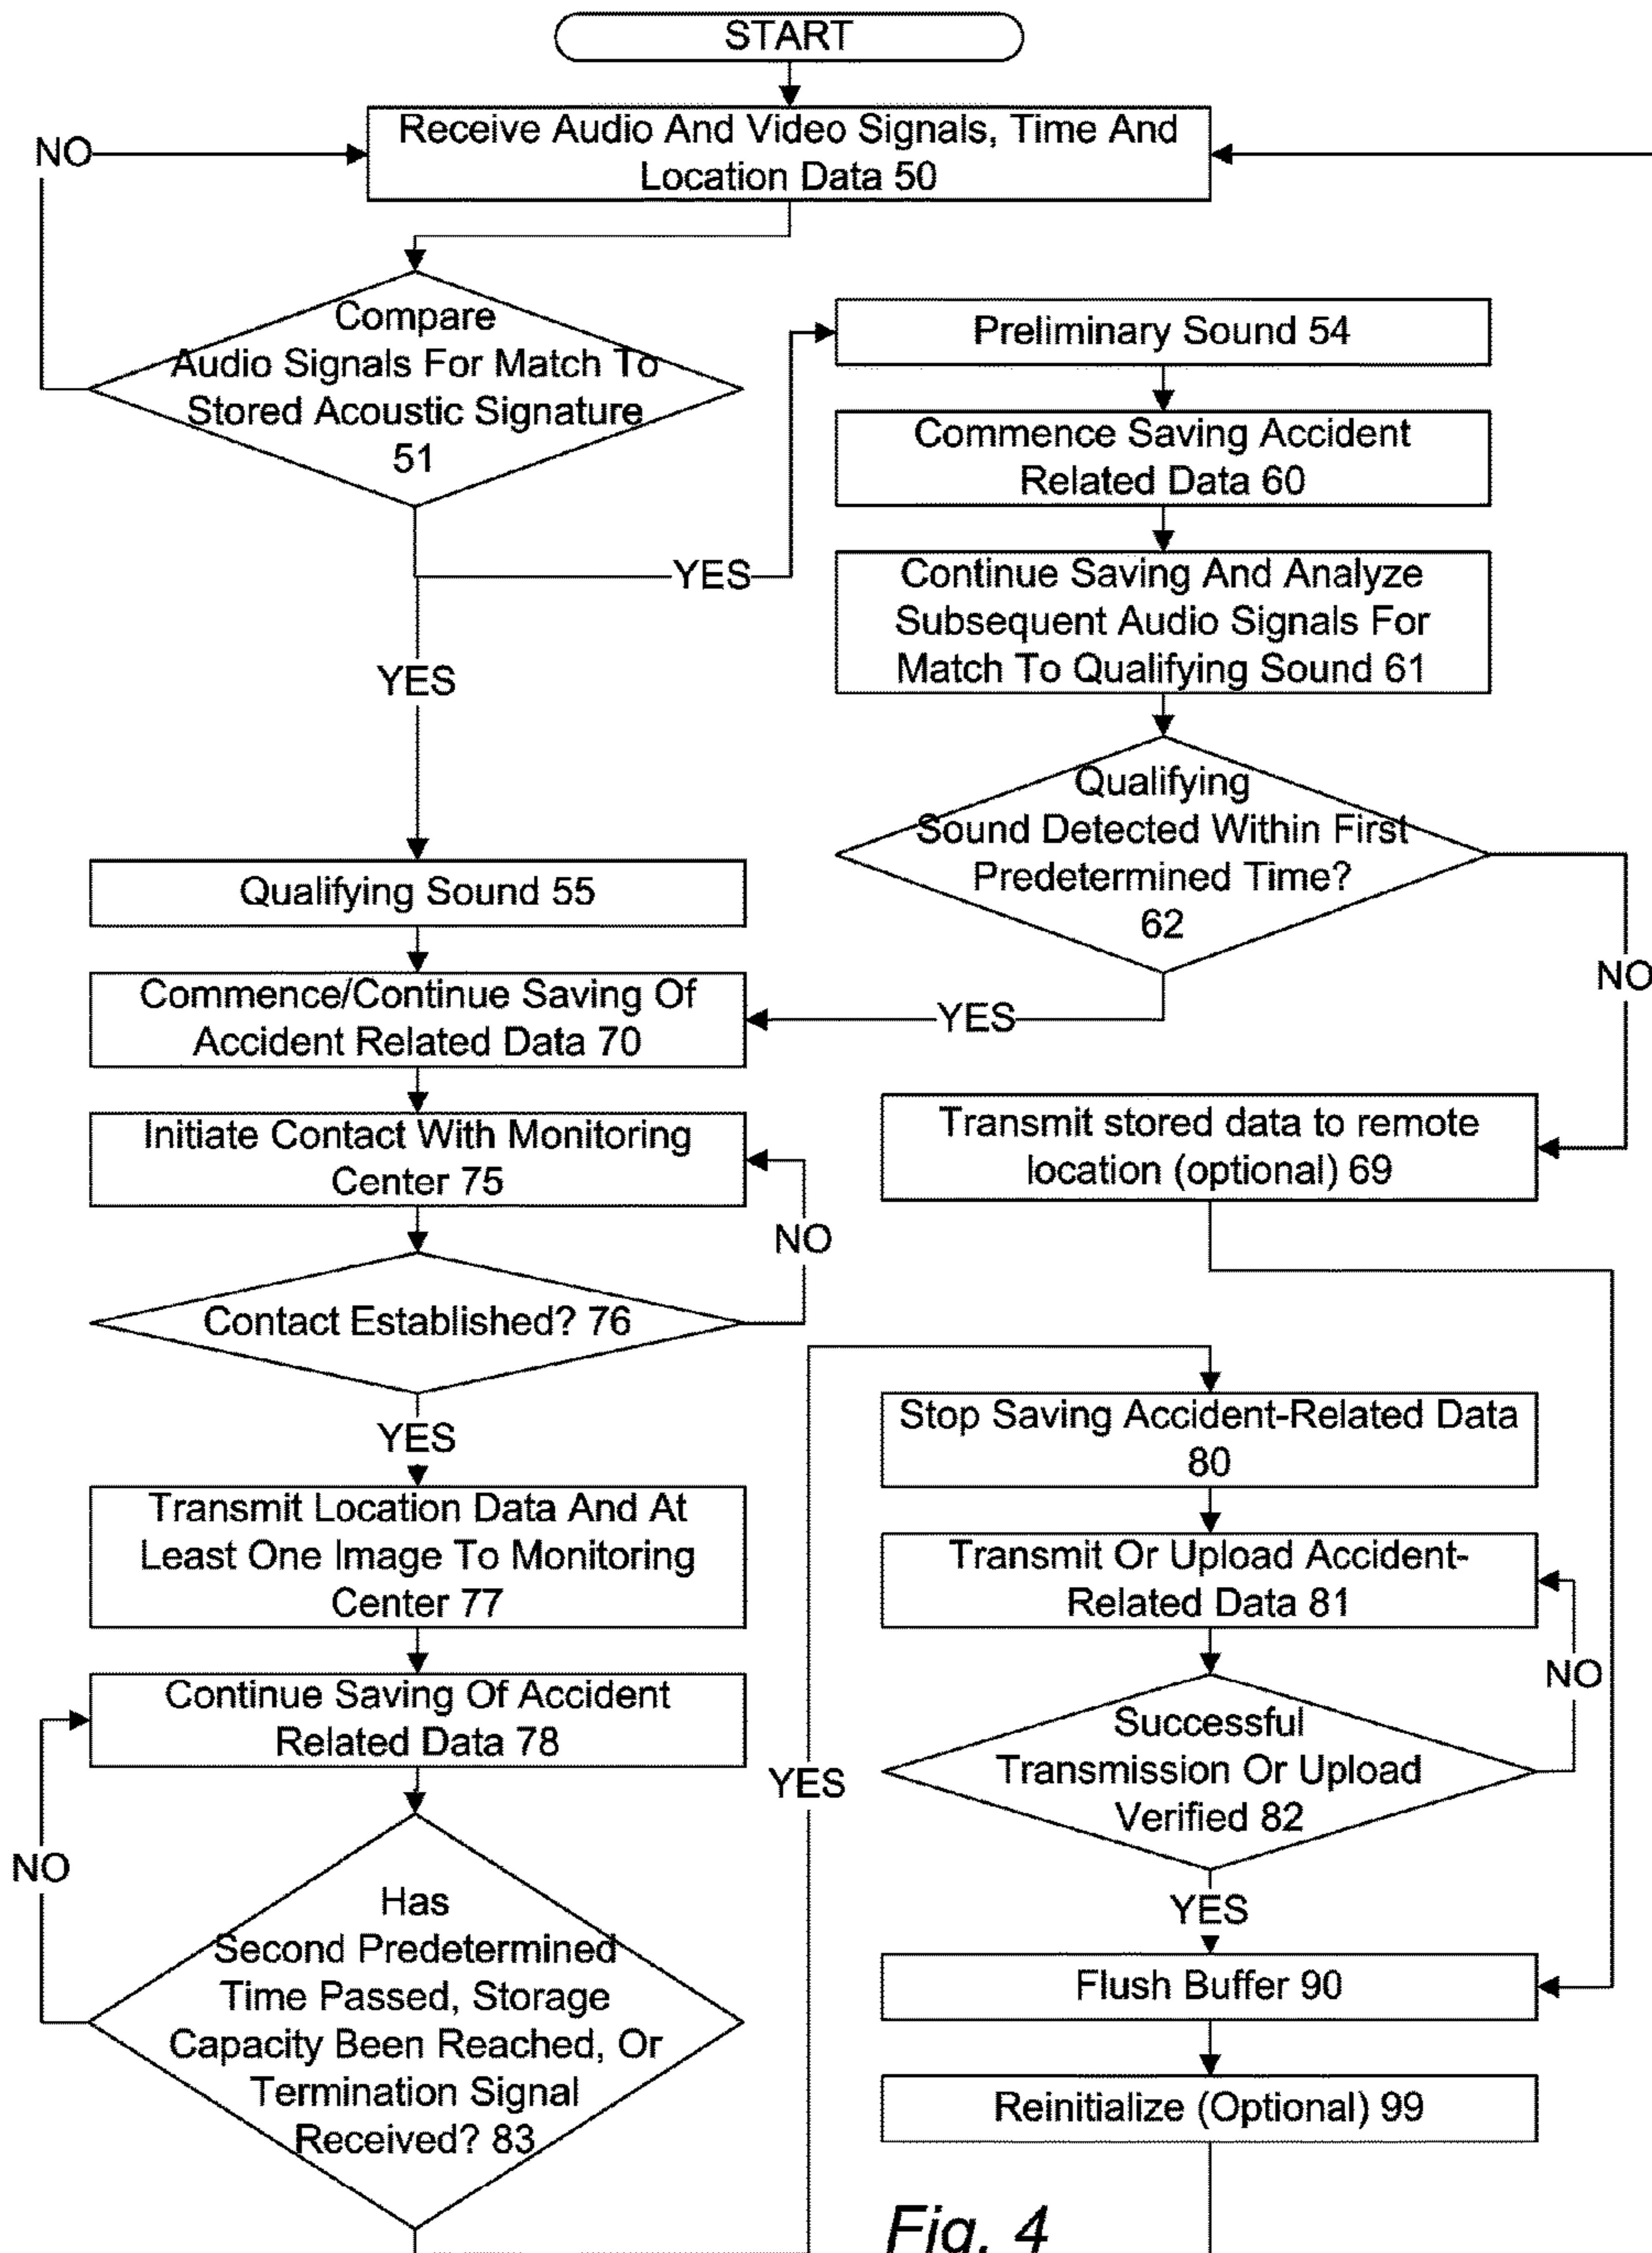 START
Receive Audio And Video Signals, Time And
Location Data 50
NO
Compare
Audio Signals For Match To
Stored Acoustic Signature
51
YES
YES
Preliminary Sound 54
Commence Saving Accident
Related Data 60
Continue Saving And Analyze
Subsequent Audio Signals For
Match To Qualifying Sound 61
Qualifying
Sound Detected Within First
Predetermined Time?
62
NO
YES
Qualifying Sound 55
Commence/Continue Saving Of
Accident Related Data 70
Initiate Contact With Monitoring
Center 75
NO
Contact Established? 76
YES
Transmit Location Data And At
Least One Image To Monitoring
Center 77
Continue Saving Of Accident
Related Data 78
NO
Has
Second Predetermined
Time Passed, Storage
Capacity Been Reached, Or
Termination Signal
Received? 83
YES
Transmit stored data to remote
location (optional) 69
Stop Saving Accident-Related Data
80
Transmit Or Upload Accident-
Related Data 81
NO
Successful
Transmission Or Upload
Verified 82
YES
Flush Buffer 90
Reinitialize (Optional) 99
Fig. 4